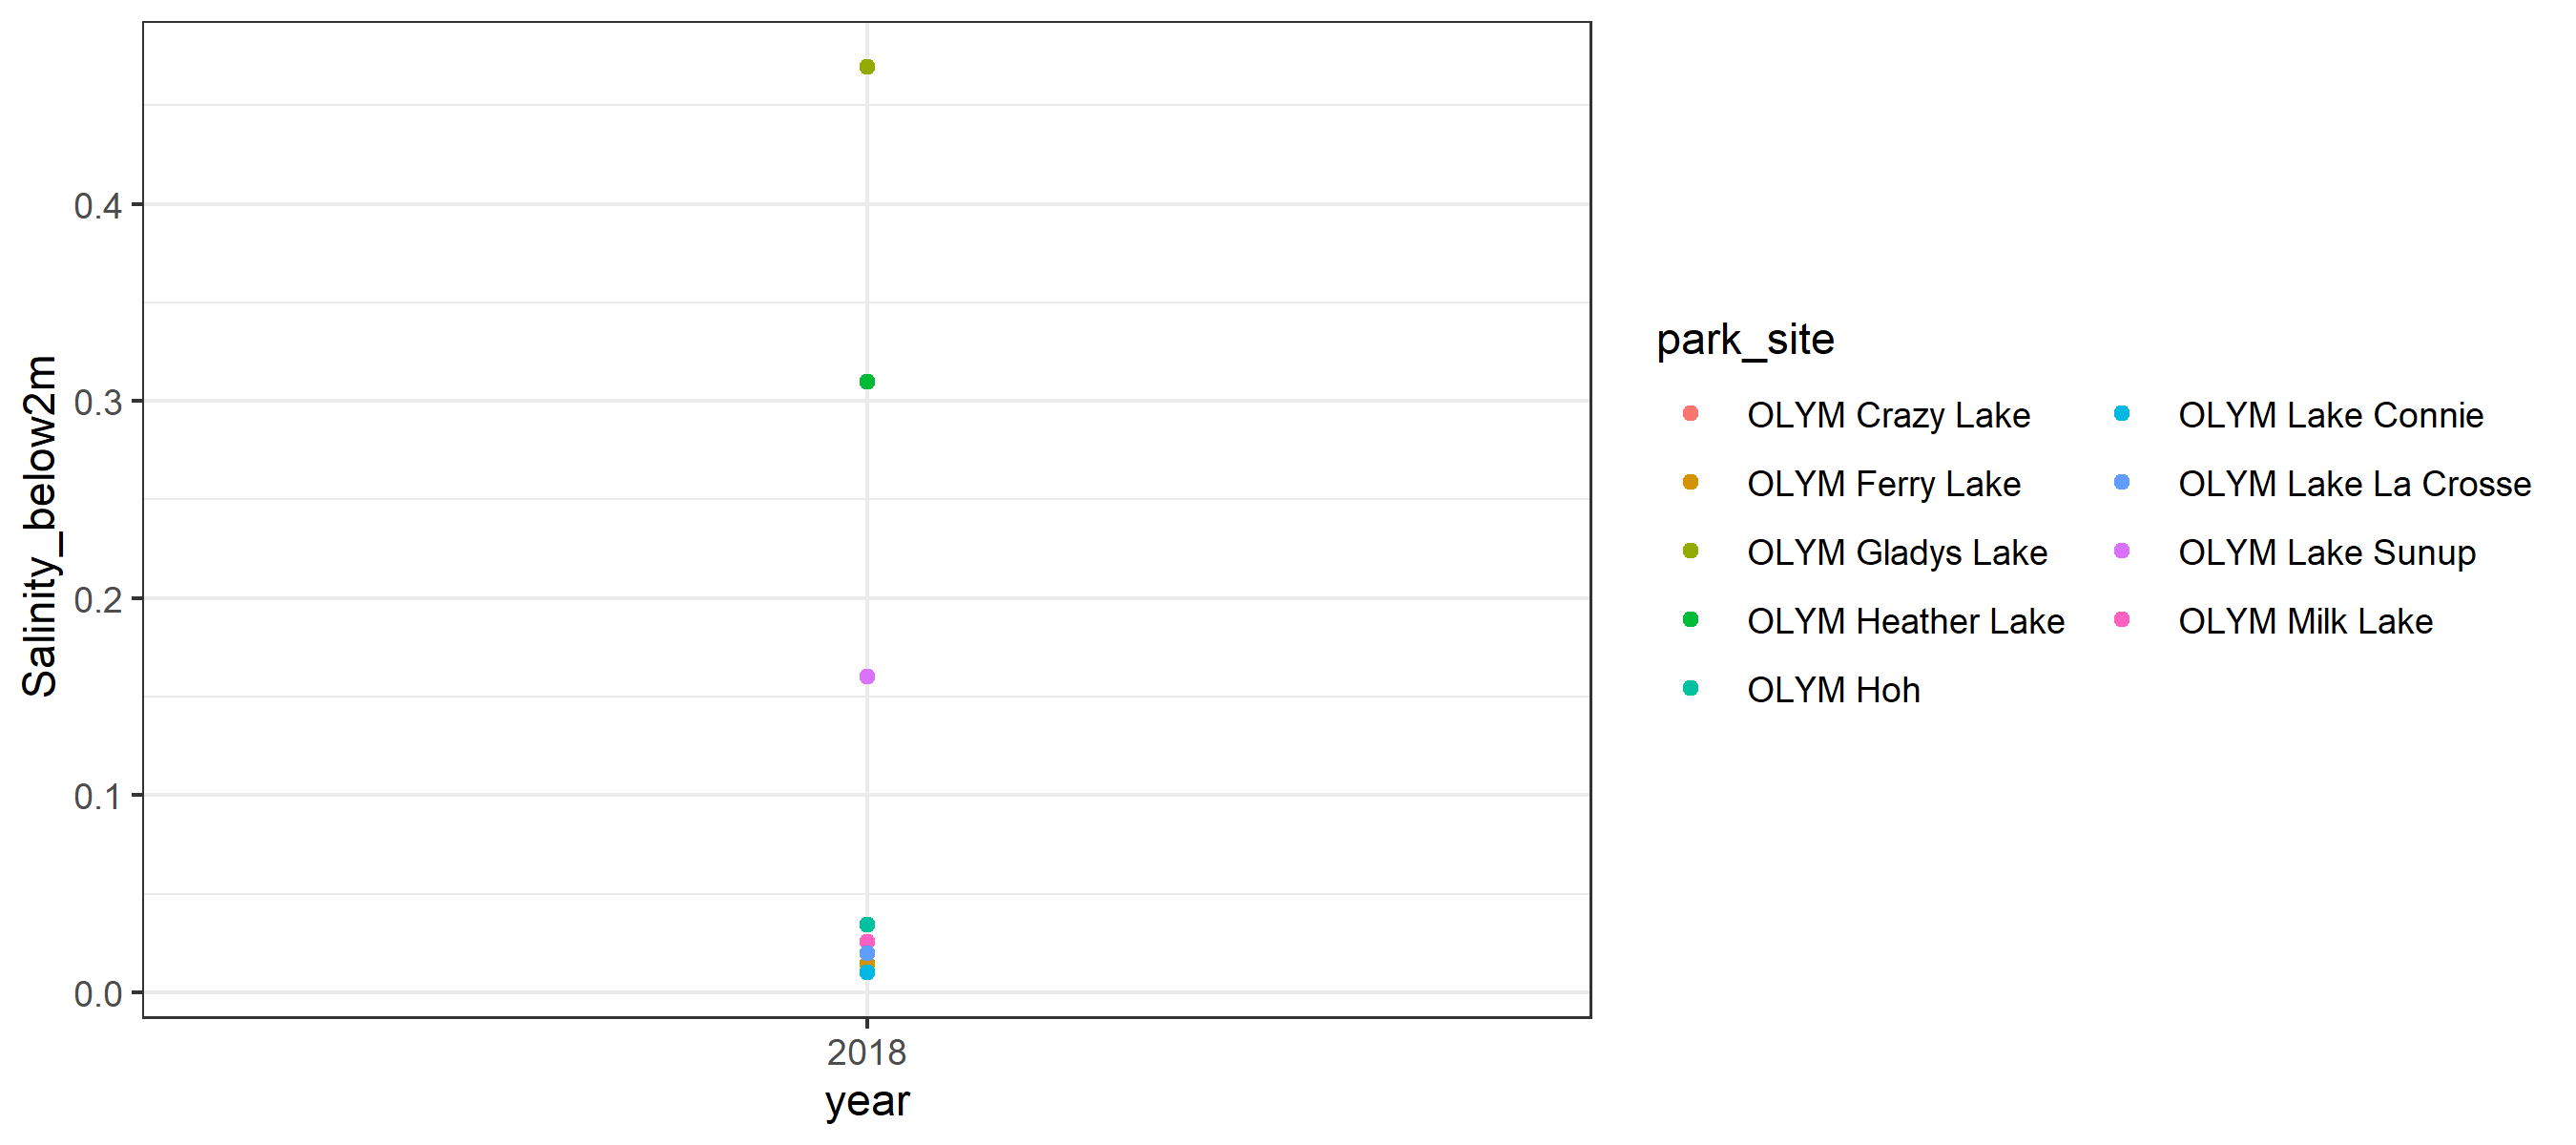 Salinity_below2m
0.4
0.3
0.2
0.1
0.0
2018
year
park_site
OLYM Crazy Lake
OLYM Ferry Lake
OLYM Gladys Lake
OLYM Heather Lake
OLYM Hoh
OLYM Lake Connie
OLYM Lake La Crosse
OLYM Lake Sunup
OLYM Milk Lake